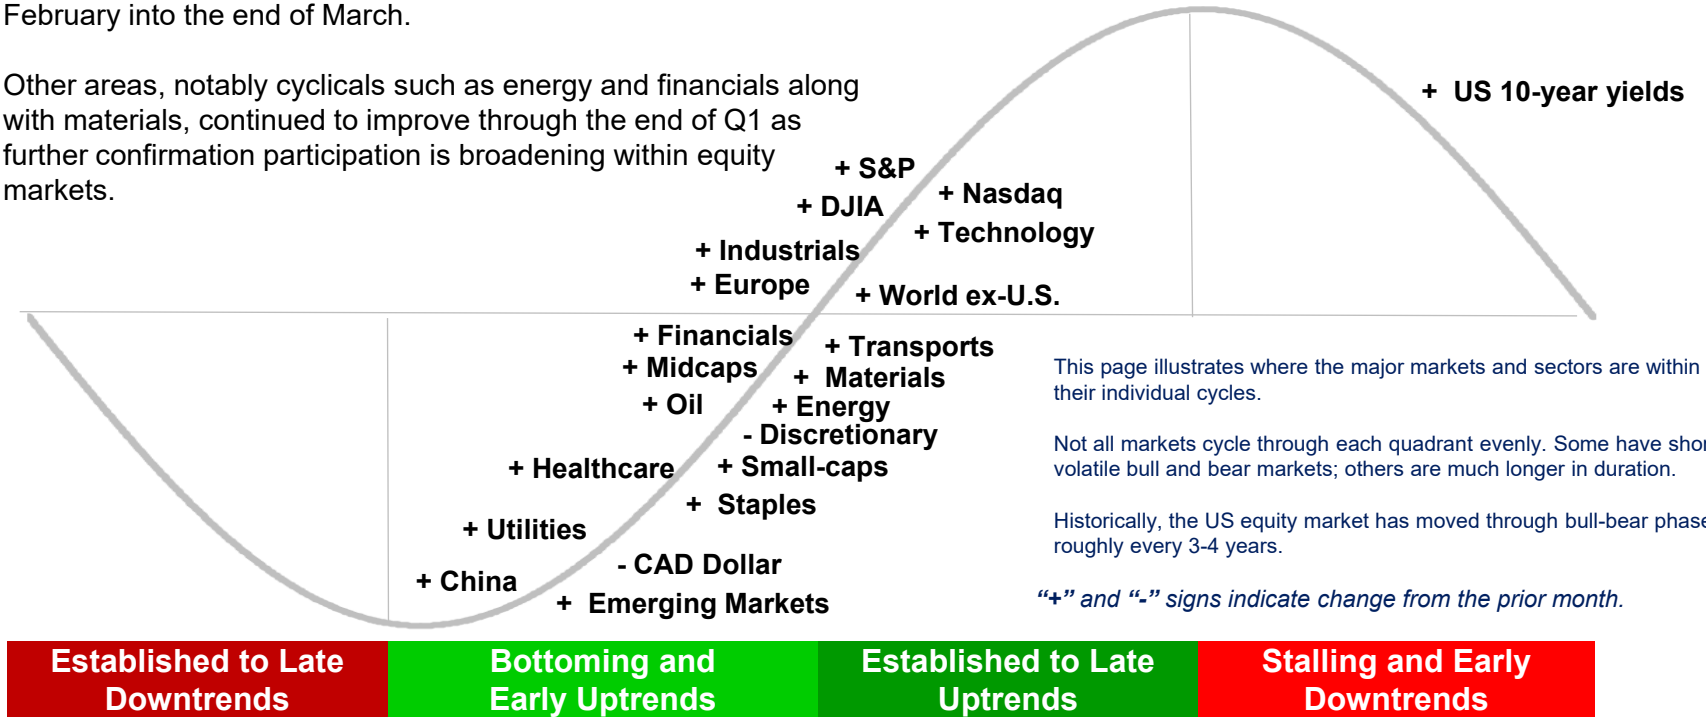 February into the end of March.
Other areas, notably cyclicals such as energy and financials along
with materials, continued to improve through the end of Q1 as
further confirmation participation is broadening within equity
markets.
+ US 10-year yields
+ S&P
+ Nasdaq
+ DJIA
+ Technology
+ Industrials
+ Europe
+ World ex-U.S.
+ Financials
+ Transports
+ Midcaps
+ Materials
+ Oil
+ Energy
- Discretionary
+ Healthcare
+ Small-caps
+ Staples
+ Utilities
- CAD Dollar
+ China
+ Emerging Markets
This page illustrates where the major markets and sectors are within
their individual cycles.
Not all markets cycle through each quadrant evenly. Some have shor
volatile bull and bear markets; others are much longer in duration.
Historically, the US equity market has moved through bull-bear phase
roughly every 3-4 years.
“+” and “-” signs indicate change from the prior month.
Established to Late
Downtrends
Bottoming and
Early Uptrends
Established to Late
Uptrends
Stalling and Early
Downtrends